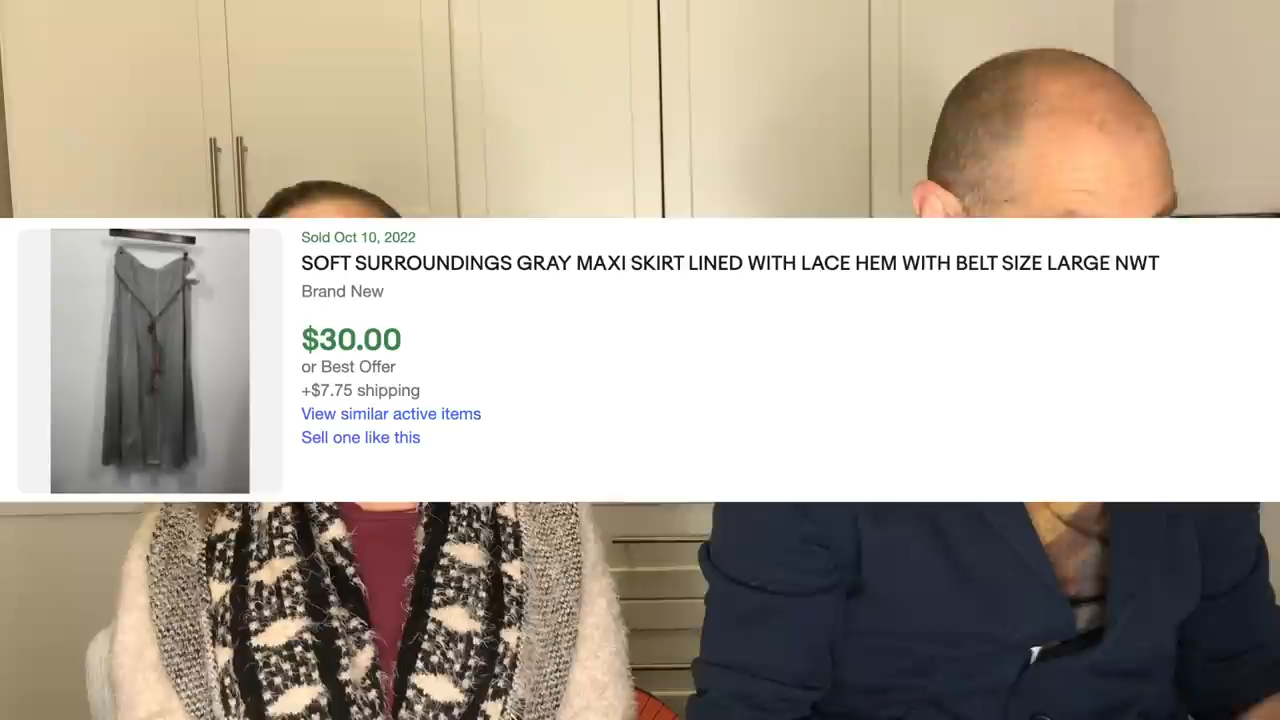 Sold Oct 10, 2022
SOFT SURROUNDINGS GRAY MAXI SKIRT LINED WITH LACE HEM WITH BELT SIZE LARGE NWT
Brand New
$30.00
or Best Offer
+$7.75 shipping
View similar active items
Sell one like this